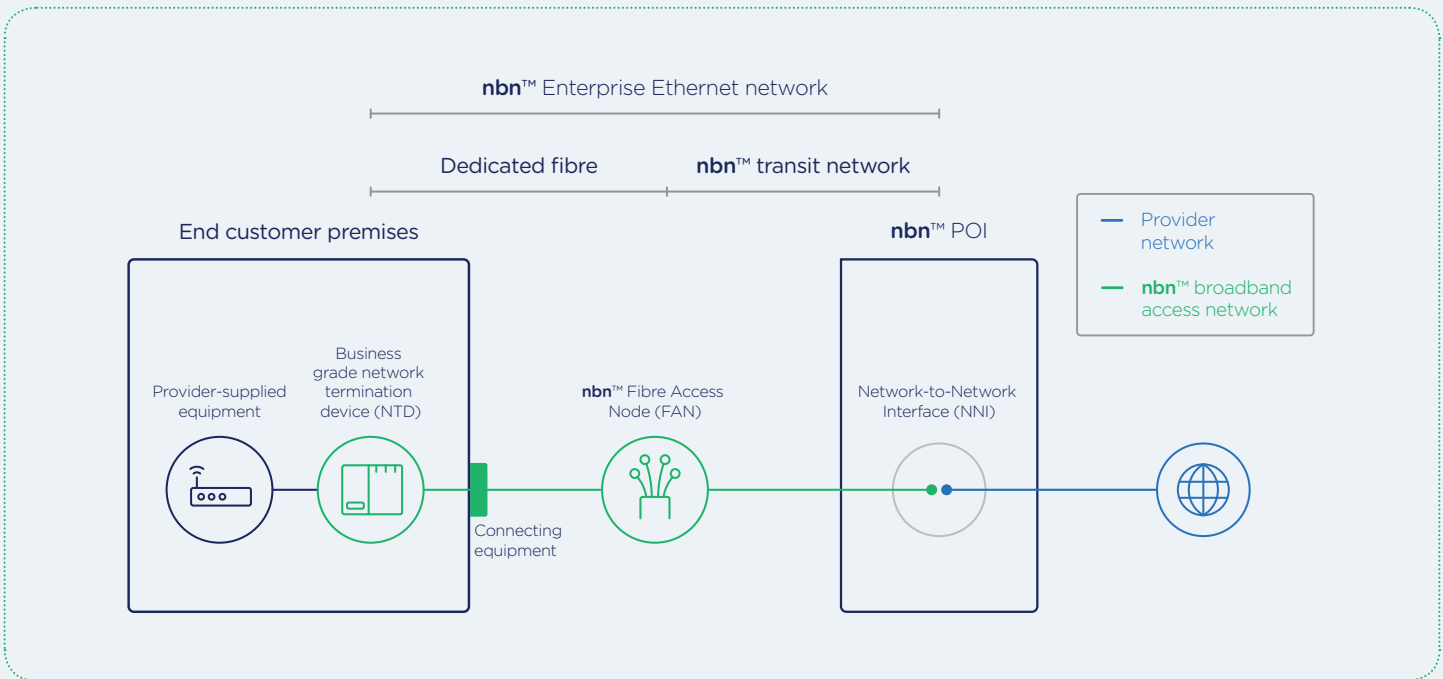 nbn™ Enterprise Ethernet network
Dedicated fibre
nbn™ transit network
End customer premises
nbn™ POI
Provider
network
nbn™ broadband
access network
Provider-supplied
equipment
Business
grade network
termination
device (NTD)
Connecting
equipment
nbn™ Fibre Access
Node (FAN)
Network-to-Network
Interface (NNI)